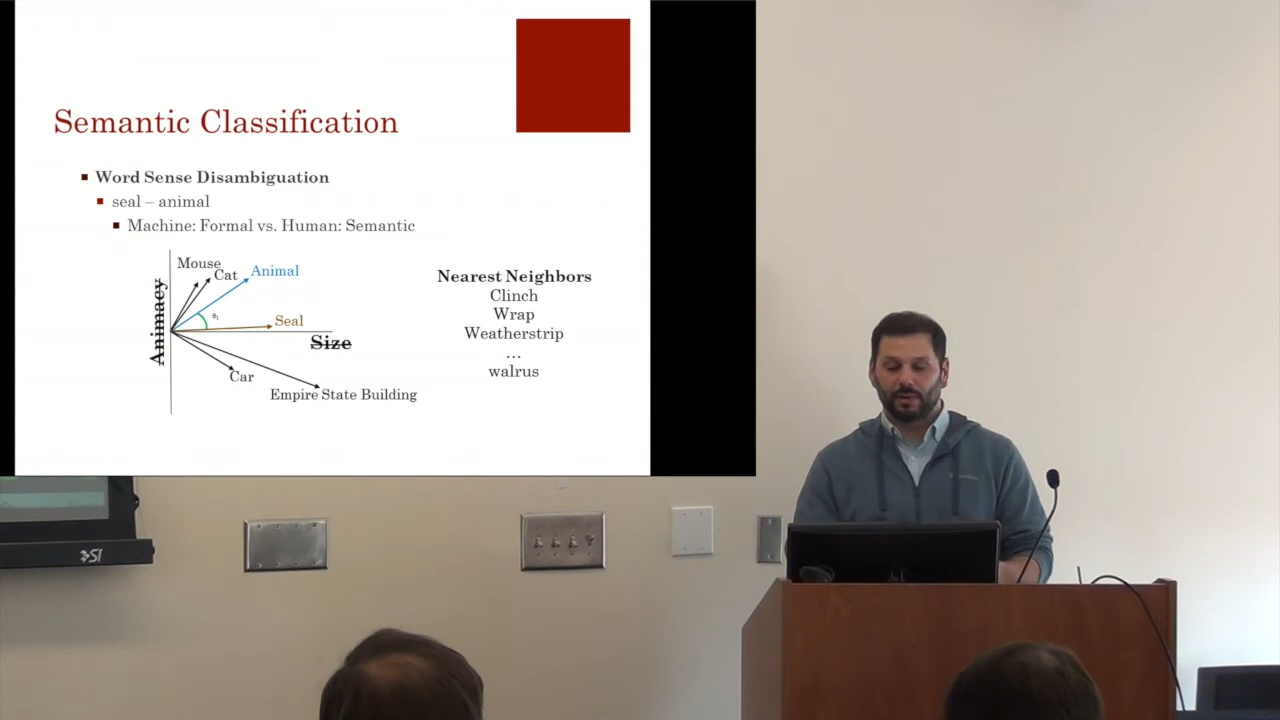 Semantic Classification
Word Sense Disambiguation
seal – animal
Machine: Formal vs. Human: Semantic
Mouse
Cat
Animal
Animacy
θ₁
Seal
Size
Car
Empire State Building
Nearest Neighbors
Clinch
Wrap
Weatherstrip
...
walrus